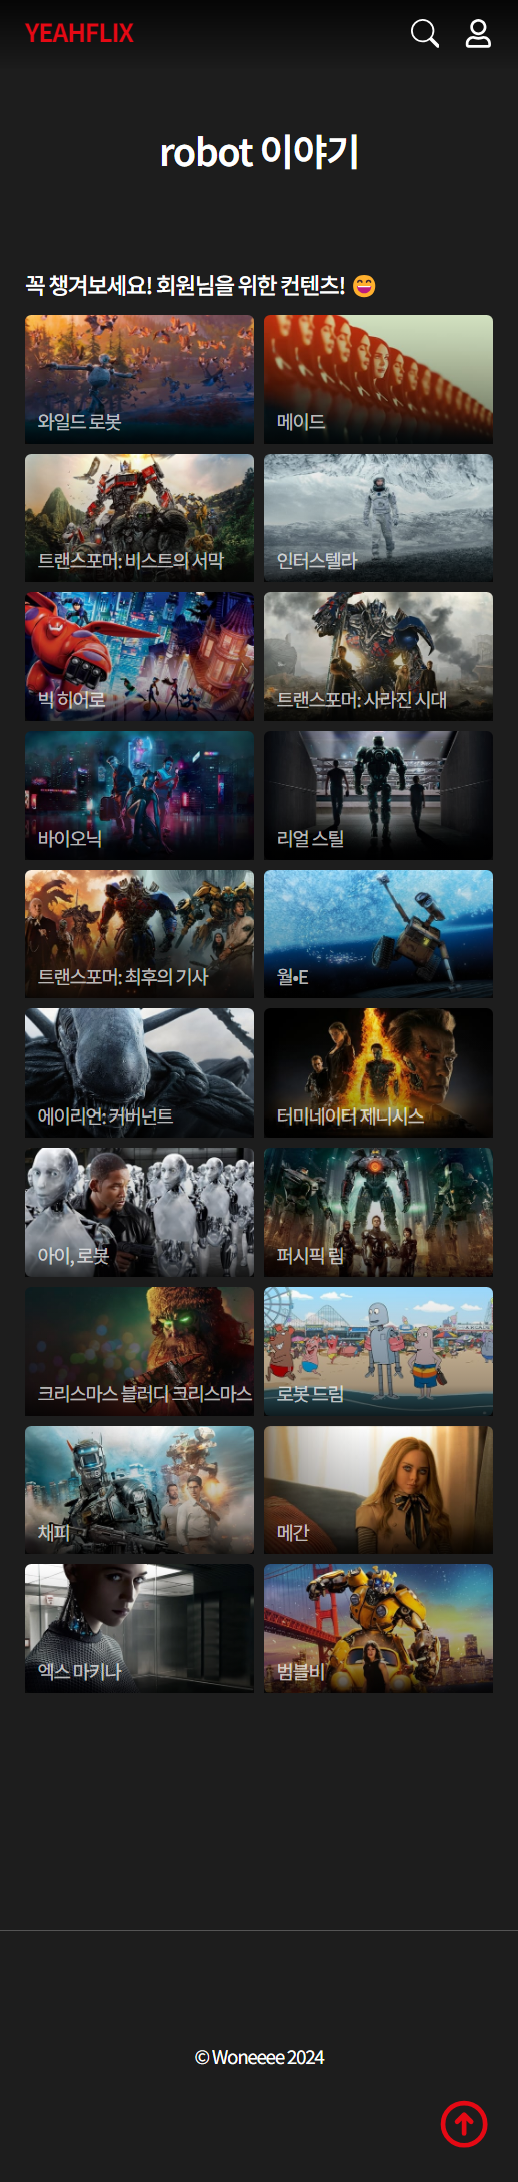 YEAHFLIX
robot 이야기
꼭 챙겨보세요! 회원님을 위한 컨텐츠! 😄
와일드 로봇
메이드
트랜스포머: 비스트의 서막
인터스텔라
빅 히어로
트랜스포머: 사라진 시대
바이오닉
리얼 스틸
트랜스포머: 최후의 기사
월•E
에이리언: 커버넌트
터미네이터 제니시스
아이, 로봇
퍼시픽 림
크리스마스 블러디 크리스마스
로봇 드림
채피
메간
엑스 마키나
범블비
© Woneeee 2024